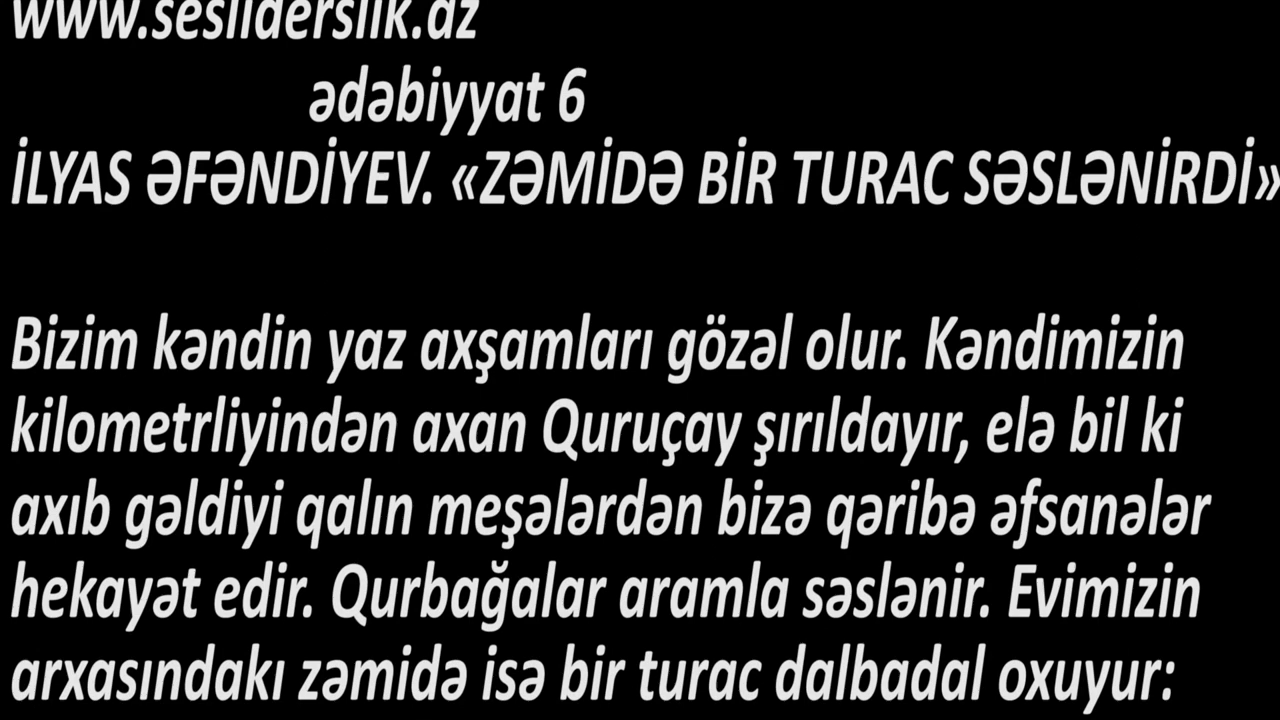 www.seslidərslik.az
ədəbiyyat 6
İLYAS ƏFƏNDİYEV. «ZƏMİDƏ BİR TURAC SƏSLƏNİRDİ»
Bizim kəndin yaz axşamları gözəl olur. Kəndimizin
kilometrliyindən axan Quruçay şırıldayır, elə bil ki
axıb gəldiyi qalın meşələrdən bizə qəribə əfsanələr
hekayət edir. Qurbağalar aramla səslənir. Evimizin
arxasındakı zəmidə isə bir turac dalbadal oxuyur: